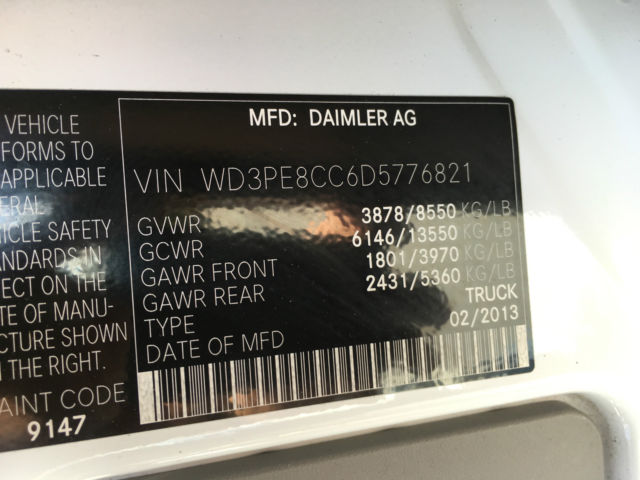 MFD: DAIMLER AG
VIN WD3PE8CC6D5776821
GVWR 3878/8550 KG/LB
GCWR 6146/13550 KG/LB
GAWR FRONT 1801/3970 KG/LB
GAWR REAR 2431/5360 KG/LB
TYPE TRUCK
DATE OF MFD 02/2013
VEHICLE
FORMS TO
APPLICABLE
ERAL
HICLE SAFETY
ANDARDS IN
ECT ON THE
TE OF MANU-
CTURE SHOWN
THE RIGHT.
AINT CODE
9147